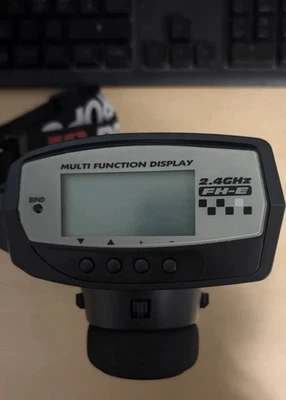 MULTI FUNCTION DISPLAY
2.4GHz
FH-E
BIND
▼ ▲ + −